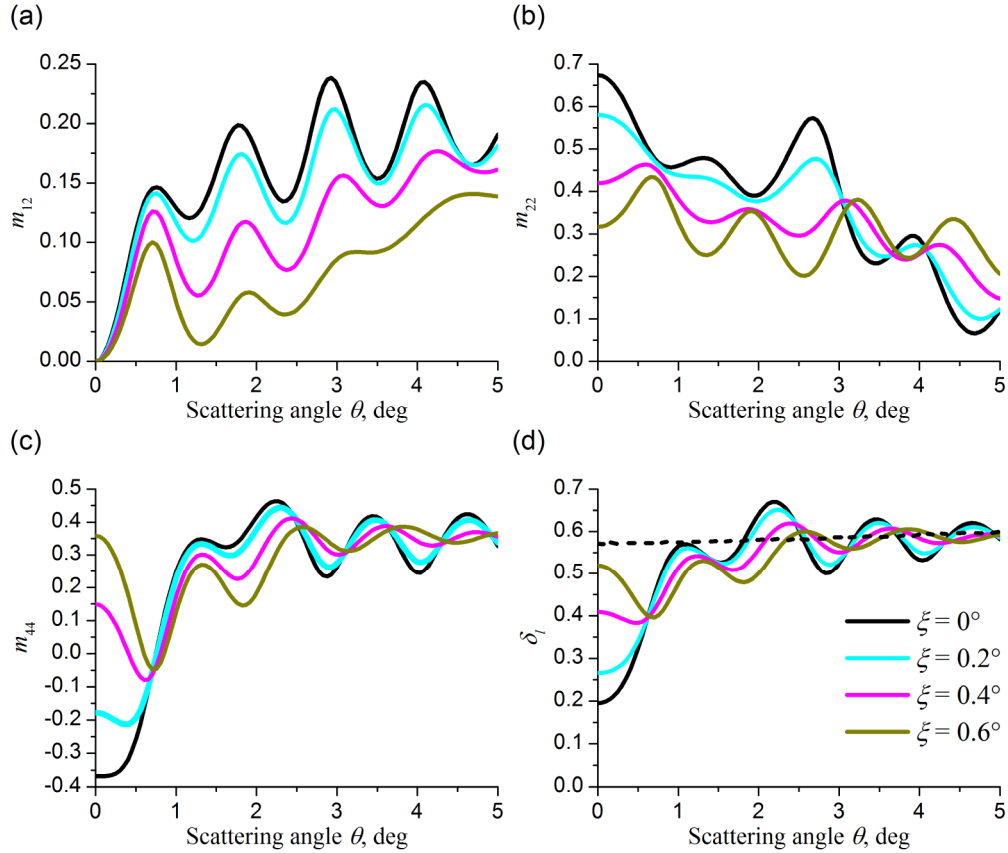 (a)
0.25
0.20
0.15
0.10
0.05
0.00
m12
0 1 2 3 4 5
Scattering angle θ, deg
(b)
0.7
0.6
0.5
0.4
0.3
0.2
0.1
0.0
m22
0 1 2 3 4 5
Scattering angle θ, deg
(c)
0.5
0.4
0.3
0.2
0.1
0.0
-0.1
-0.2
-0.3
-0.4
m44
0 1 2 3 4 5
Scattering angle θ, deg
(d)
0.7
0.6
0.5
0.4
0.3
0.2
0.1
0.0
δl
ξ = 0°
ξ = 0.2°
ξ = 0.4°
ξ = 0.6°
0 1 2 3 4 5
Scattering angle θ, deg